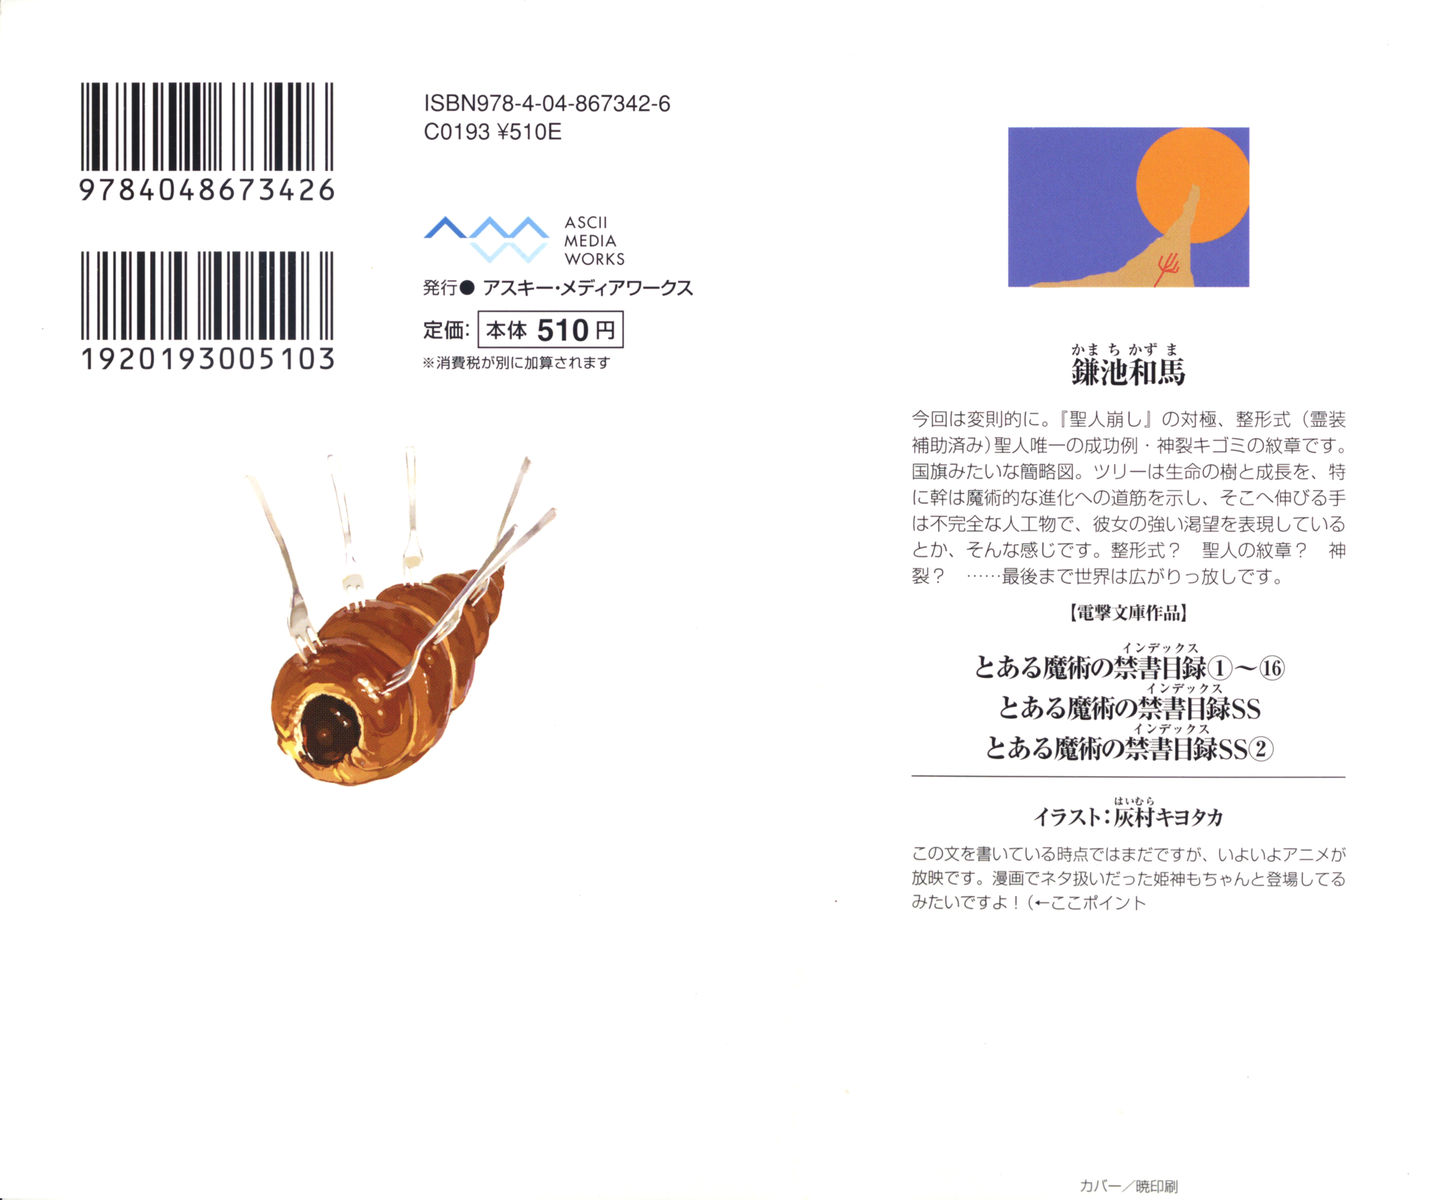 9784048673426
1920193005103
ISBN978-4-04-867342-6
C0193 ¥510E
ASCII
MEDIA
WORKS
発行●アスキー・メディアワークス
定価：本体 510 円
※消費税が別に加算されます
かまちかずま
鎌池和馬
今回は変則的に。『聖人崩し』の対極、整形式（霊装
補助済み）聖人唯一の成功例・神裂キゴミの紋章です。
国旗みたいな簡略図。ツリーは生命の樹と成長を、特
に幹は魔術的な進化への道筋を示し、そこへ伸びる手
は不完全な人工物で、彼女の強い渇望を表現している
とか、そんな感じです。整形式？　聖人の紋章？　神
裂？　……最後まで世界は広がりっ放しです。
【電撃文庫作品】
インデックス
とある魔術の禁書目録①〜⑯
インデックス
とある魔術の禁書目録SS
インデックス
とある魔術の禁書目録SS②
はいむら
イラスト：灰村キヨタカ
この文を書いている時点ではまだですが、いよいよアニメが
放映です。漫画でネタ扱いだった姫神もちゃんと登場してる
みたいですよ！（←ここポイント
カバー／暁印刷